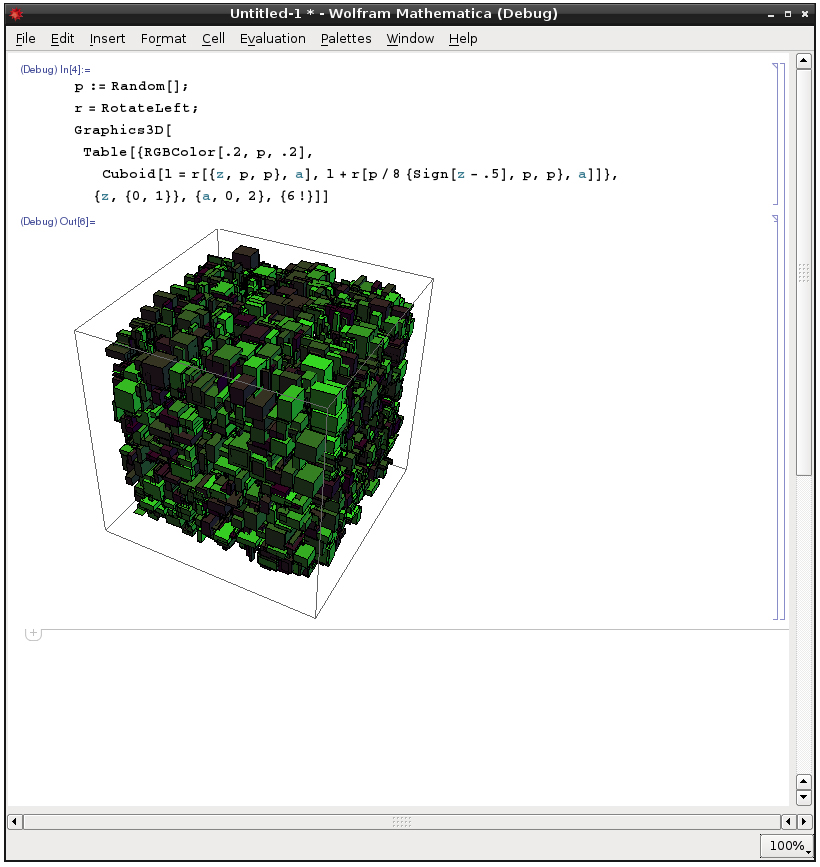 Untitled-1 * - Wolfram Mathematica (Debug)
File Edit Insert Format Cell Evaluation Palettes Window Help
(Debug) In[4]:=
p := Random[];
r = RotateLeft;
Graphics3D[
Table[{RGBColor[.2, p, .2],
Cuboid[l = r[{z, p, p}, a], l + r[p / 8 {Sign[z - .5], p, p}, a]]},
{z, {0, 1}}, {a, 0, 2}, {6 !}]]
(Debug) Out[6]=
100%